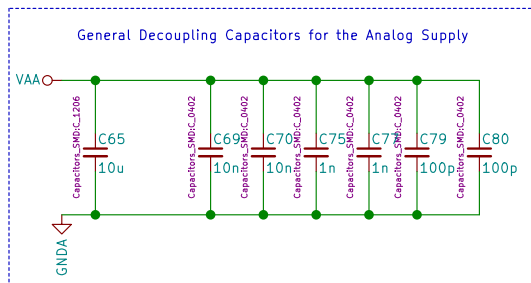 General Decoupling Capacitors for the Analog Supply
VAA
Capacitors_SMD:C_1206
C65
10u
Capacitors_SMD:C_0402
C69
10n
Capacitors_SMD:C_0402
C70
10n
Capacitors_SMD:C_0402
C75
1n
Capacitors_SMD:C_0402
C77
1n
Capacitors_SMD:C_0402
C79
100p
Capacitors_SMD:C_0402
C80
100p
GNDA